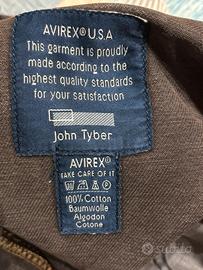 AVIREX® U.S.A
This garment is proudly
made according to the
highest quality standards
for your satisfaction
John Tyber
AVIREX®
TAKE CARE OF IT
100% Cotton
Baumwolle
Algodon
Cotone
subito